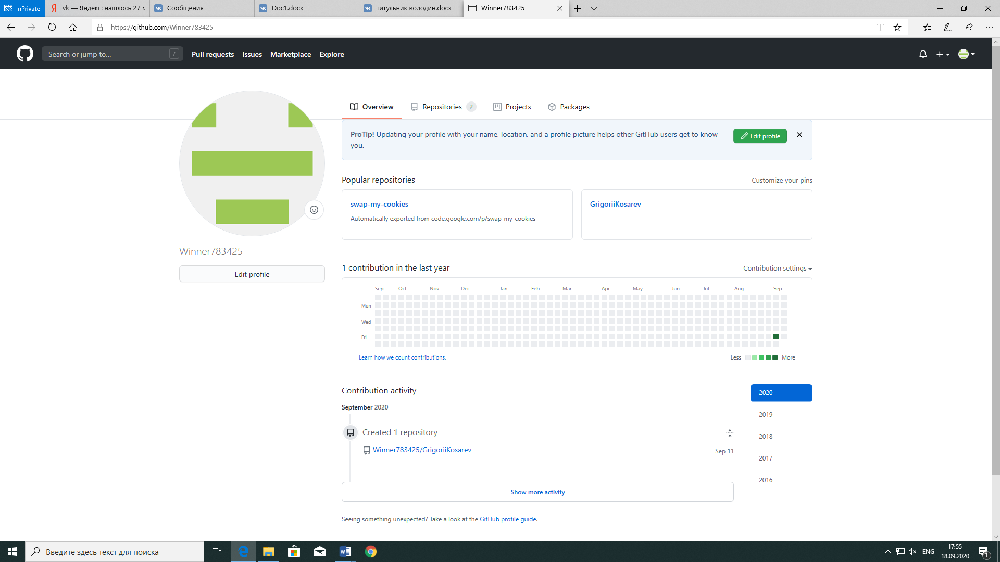 InPrivate
vk — Яндекс: нашлось 27 м
Сообщения
Doc1.docx
титульник володин.docx
Winner783425
https://github.com/Winner783425
Search or jump to... /
Pull requests Issues Marketplace Explore
Overview Repositories 2 Projects Packages
ProTip! Updating your profile with your name, location, and a profile picture helps other GitHub users get to know
you.
Edit profile
Popular repositories
Customize your pins
swap-my-cookies
Automatically exported from code.google.com/p/swap-my-cookies
GrigoriiKosarev
Winner783425
Edit profile
1 contribution in the last year
Contribution settings
Sep Oct Nov Dec Jan Feb Mar Apr May Jun Jul Aug Sep
Mon
Wed
Fri
Learn how we count contributions.
Less More
Contribution activity
2020
2019
2018
2017
2016
September 2020
Created 1 repository
Winner783425/GrigoriiKosarev
Sep 11
Show more activity
Seeing something unexpected? Take a look at the GitHub profile guide.
Введите здесь текст для поиска
ENG
17:55
18.09.2020
1